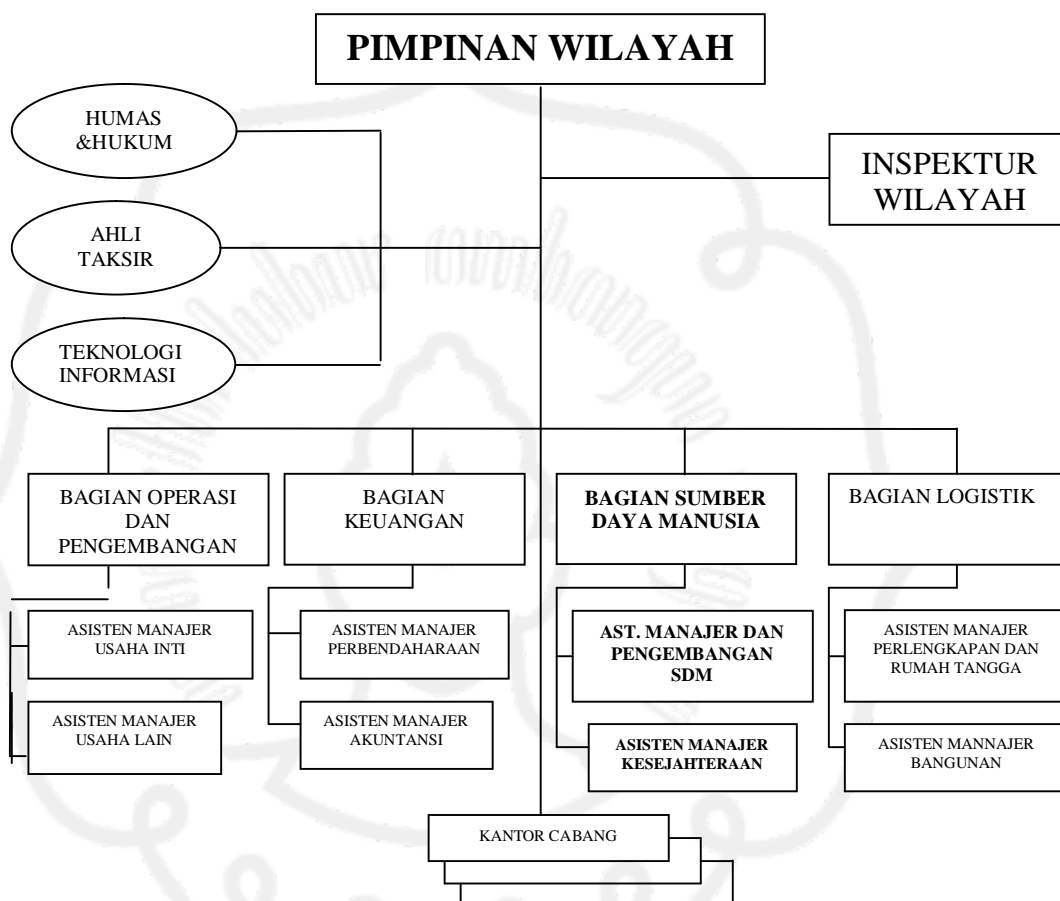 PIMPINAN WILAYAH
HUMAS
&HUKUM
INSPEKTUR
WILAYAH
AHLI
TAKSIR
TEKNOLOGI
INFORMASI
BAGIAN OPERASI
DAN
PENGEMBANGAN
BAGIAN
KEUANGAN
BAGIAN SUMBER
DAYA MANUSIA
BAGIAN LOGISTIK
ASISTEN MANAJER
USAHA INTI
ASISTEN MANAJER
PERBENDAHARAAN
AST. MANAJER DAN
PENGEMBANGAN
SDM
ASISTEN MANAJER
PERLENGKAPAN DAN
RUMAH TANGGA
ASISTEN MANAJER
USAHA LAIN
ASISTEN MANAJER
AKUNTANSI
ASISTEN MANAJER
KESEJAHTERAAN
ASISTEN MANNAJER
BANGUNAN
KANTOR CABANG